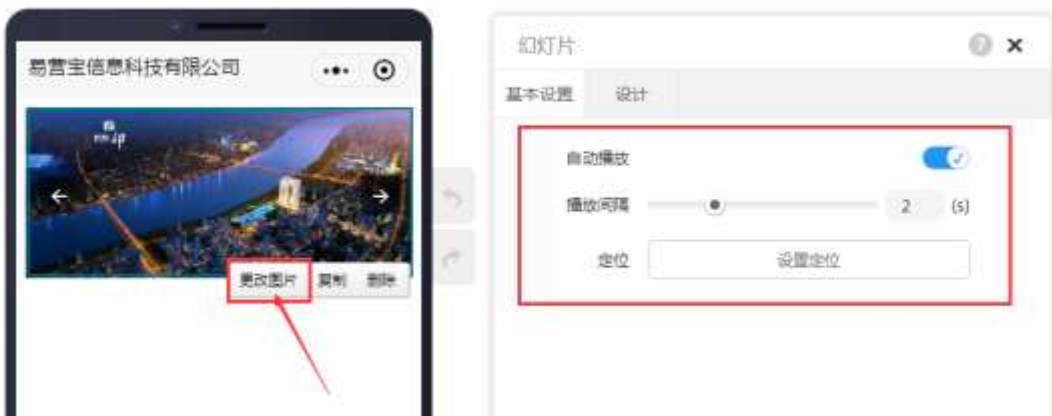 易营宝信息科技有限公司
更改图片
复制
删除
幻灯片
基本设置
设计
自动播放
播放间隔
2
(s)
定位
设置定位